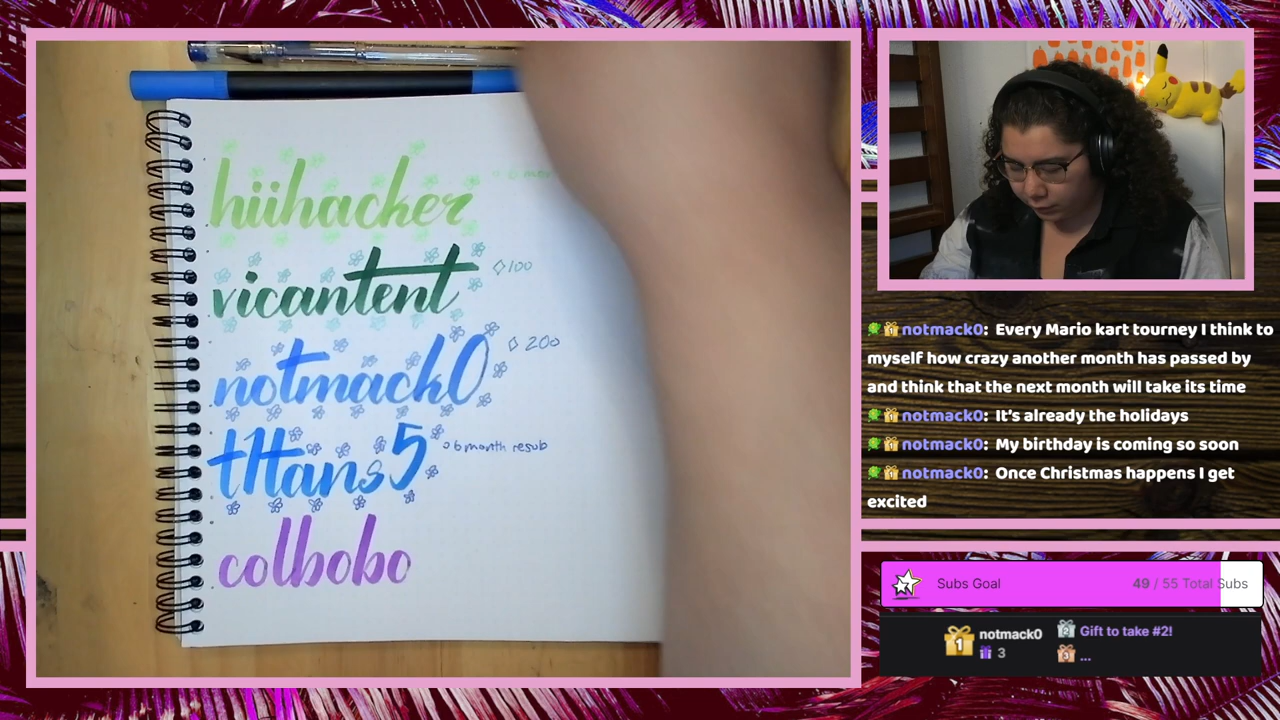 hiihacker
vicantent
◇100
notmack0
◇ 200
tHans5
◦ 6 month resub
colbobo
notmack0: Every Mario kart tourney I think to
myself how crazy another month has passed by
and think that the next month will take its time
notmack0: It's already the holidays
notmack0: My birthday is coming so soon
notmack0: Once Christmas happens I get
excited
Subs Goal
49 / 55 Total Subs
1
notmack0
3
2
Gift to take #2!
3
...